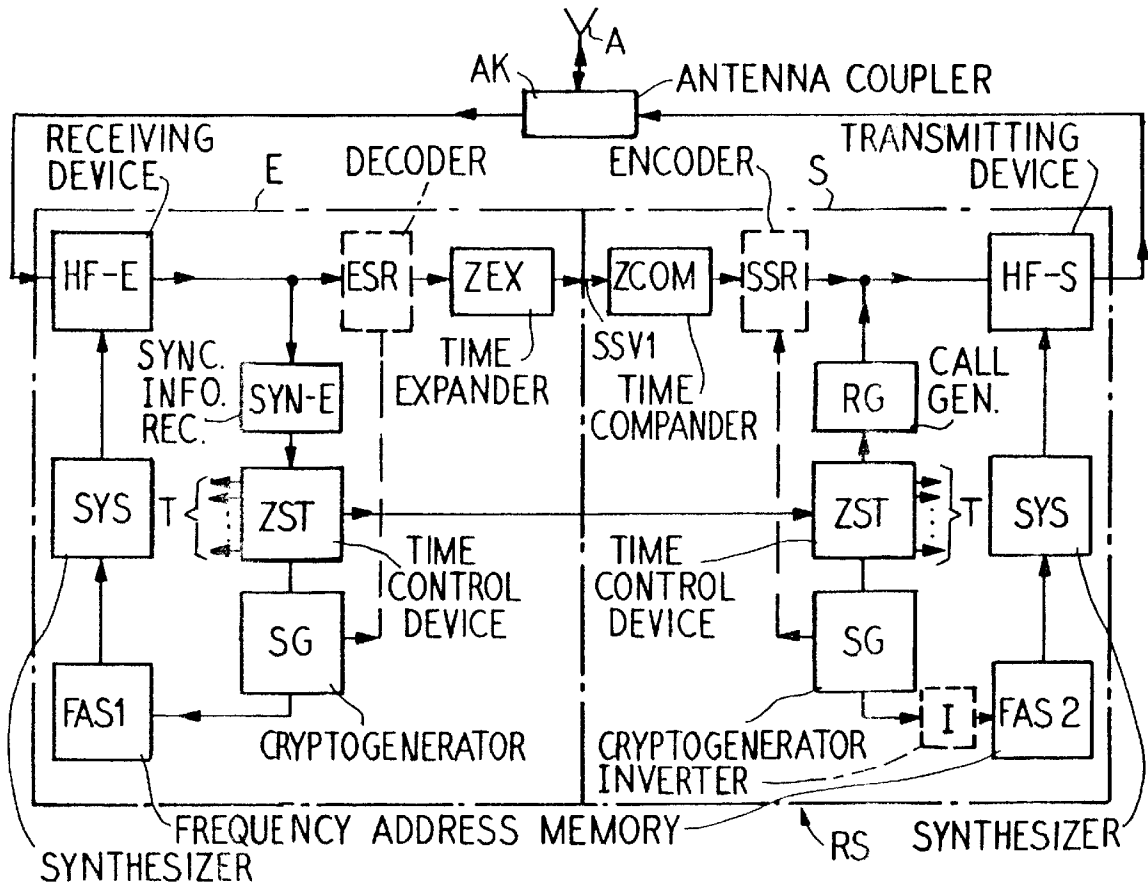 A
AK
ANTENNA COUPLER
RECEIVING
DEVICE
E
DECODER
ENCODER
S
TRANSMITTING
DEVICE
HF-E
ESR
ZEX
ZCOM
SSR
HF-S
SSV1
SYNC.
INFO.
REC.
SYN-E
TIME
EXPANDER
TIME
COMPANDER
RG
CALL
GEN.
SYS
T
ZST
ZST
T
SYS
TIME
CONTROL
DEVICE
TIME
CONTROL
DEVICE
SG
SG
FAS1
I
FAS2
CRYPTOGENERATOR
CRYPTOGENERATOR
INVERTER
FREQUENCY ADDRESS MEMORY
RS
SYNTHESIZER
SYNTHESIZER